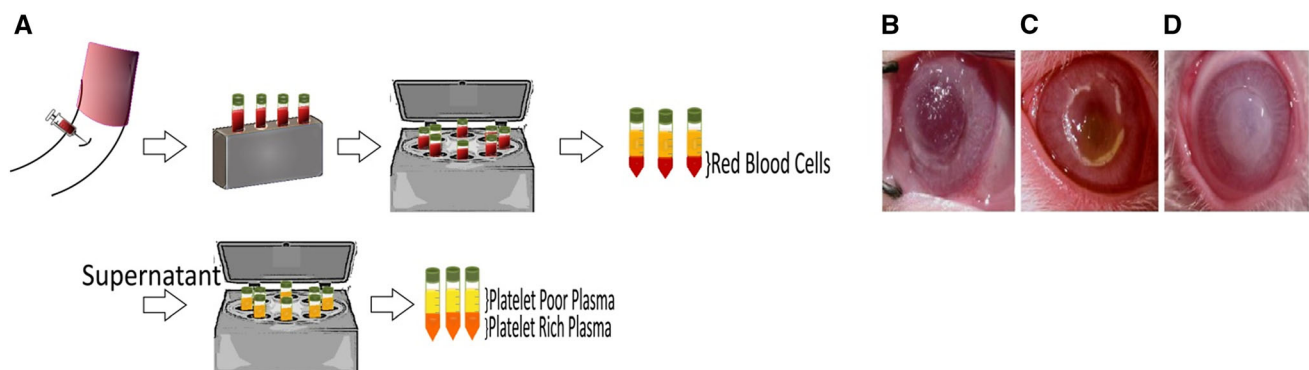 A
B
C
D
}Red Blood Cells
Supernatant
}Platelet Poor Plasma
}Platelet Rich Plasma